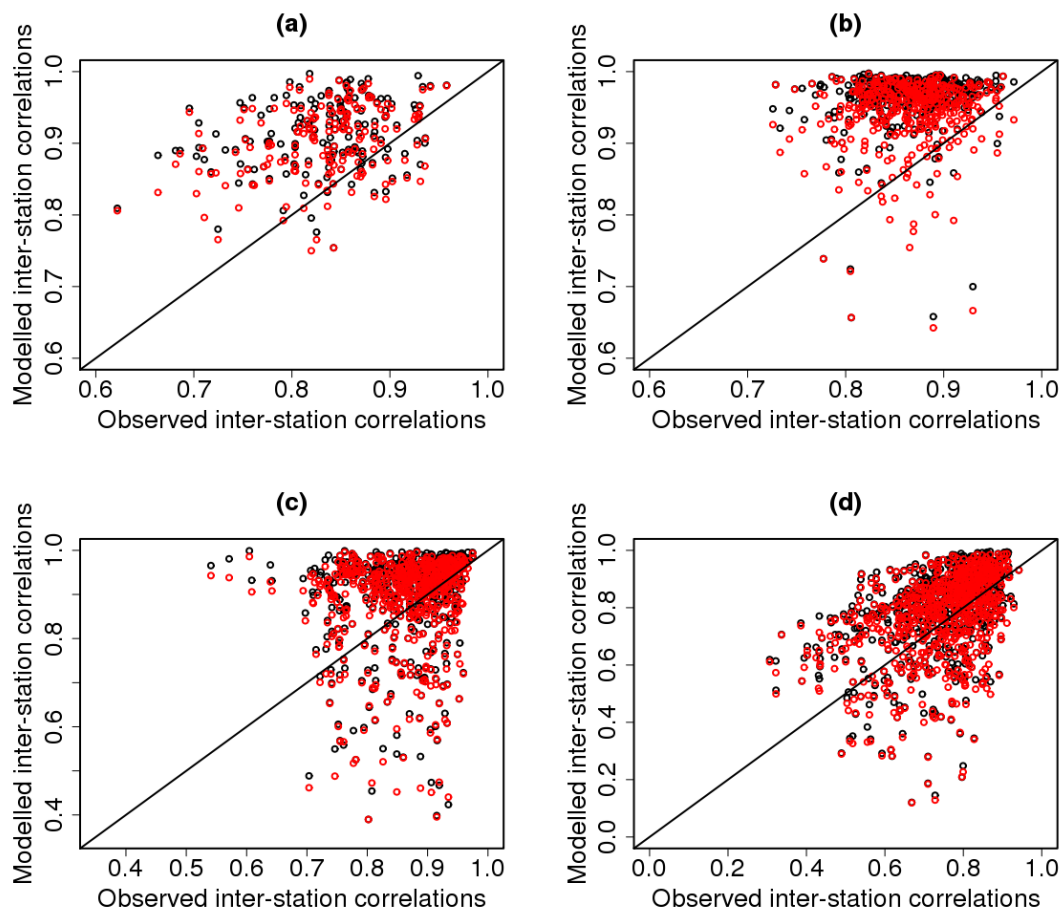 (a)
Modelled inter-station correlations
0.6 0.7 0.8 0.9 1.0
0.6 0.7 0.8 0.9 1.0
Observed inter-station correlations
(b)
Modelled inter-station correlations
0.6 0.7 0.8 0.9 1.0
0.6 0.7 0.8 0.9 1.0
Observed inter-station correlations
(c)
Modelled inter-station correlations
0.4 0.6 0.8 1.0
0.4 0.5 0.6 0.7 0.8 0.9 1.0
Observed inter-station correlations
(d)
Modelled inter-station correlations
0.0 0.2 0.4 0.6 0.8 1.0
0.0 0.2 0.4 0.6 0.8 1.0
Observed inter-station correlations